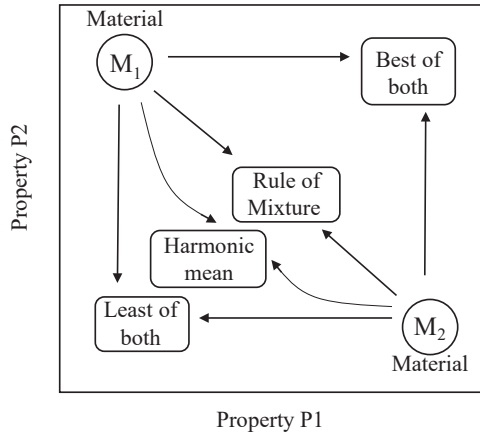 Material
M1
Best of
both
Property P2
Rule of
Mixture
Harmonic
mean
Least of
both
M2
Material
Property P1